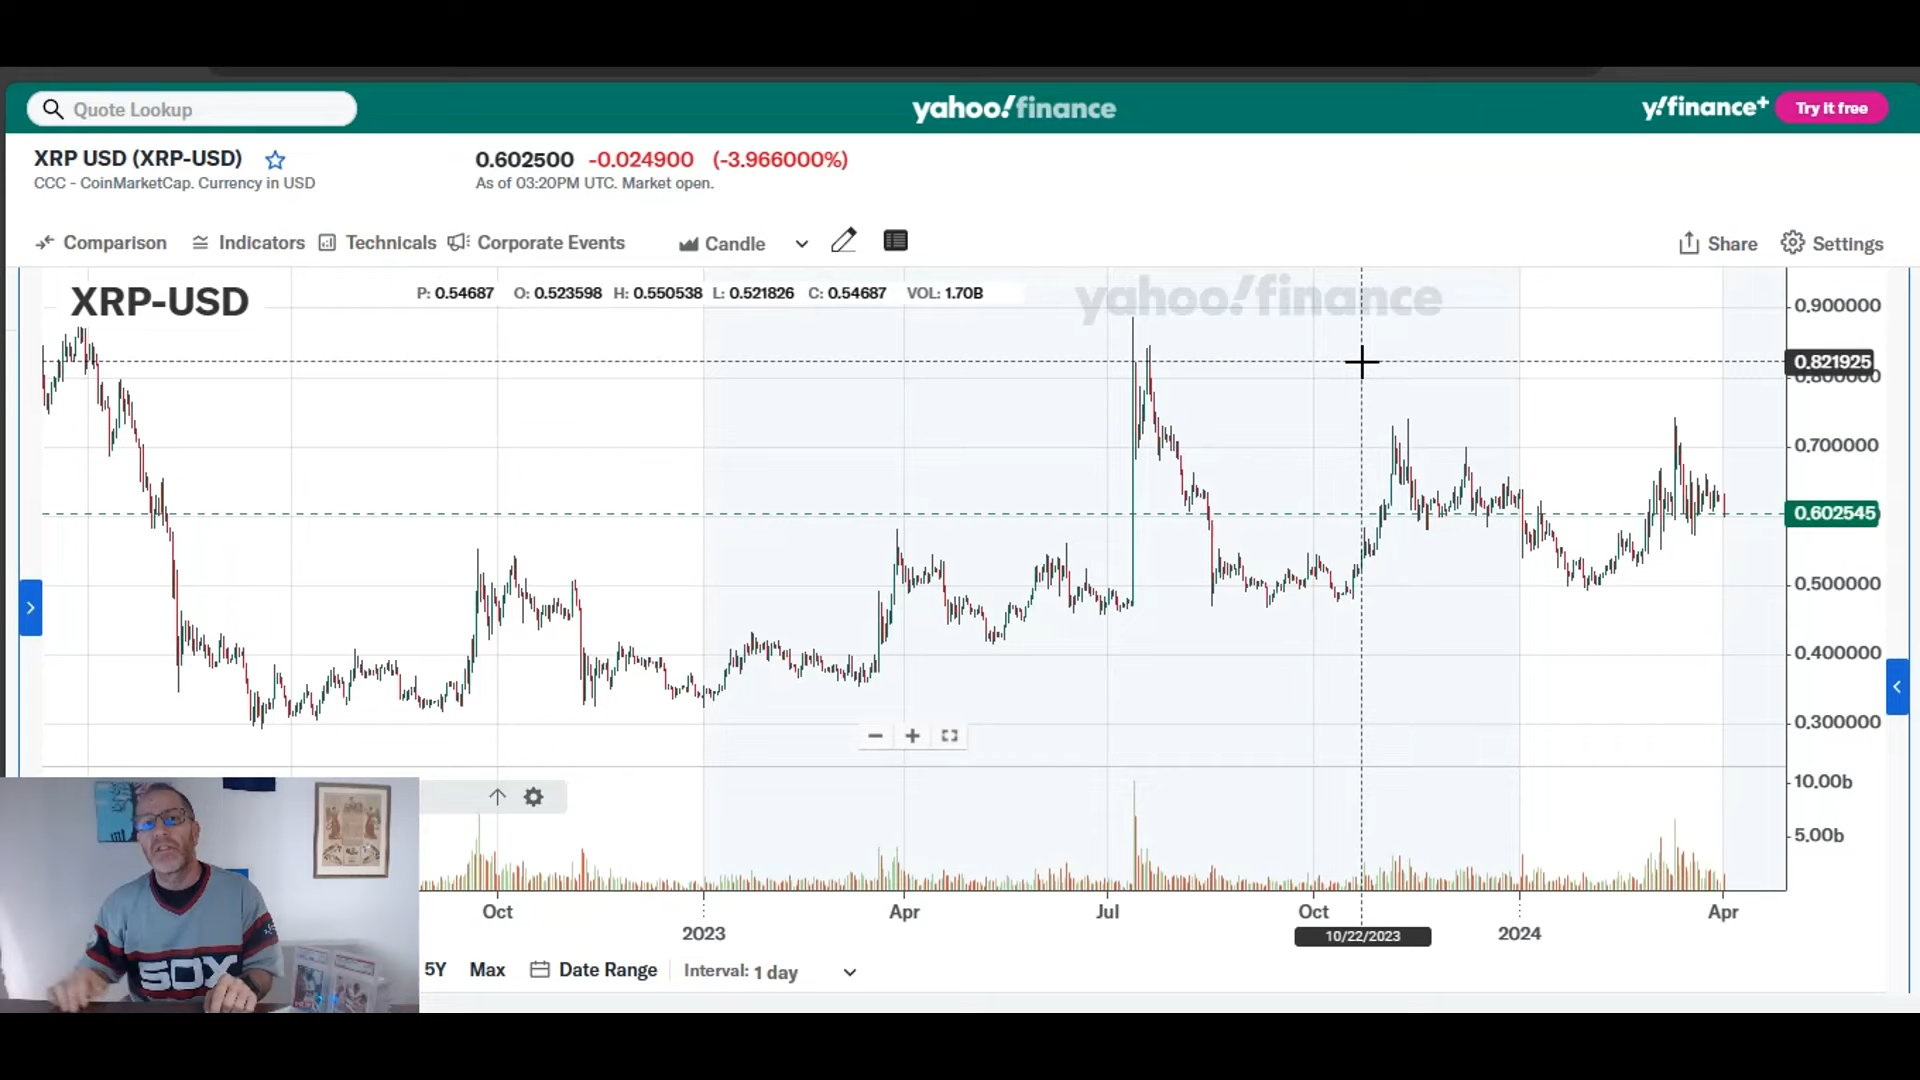 Quote Lookup
yahoo!finance
y!finance+
Try it free
XRP USD (XRP-USD)
0.602500 -0.024900 (-3.966000%)
CCC - CoinMarketCap. Currency in USD
As of 03:20PM UTC. Market open.
Comparison
Indicators
Technicals
Corporate Events
Candle
Share
Settings
XRP-USD
P: 0.54687 O: 0.523598 H: 0.550538 L: 0.521826 C: 0.54687 VOL: 1.70B
yahoo!finance
0.900000
0.821925
0.800000
0.700000
0.602545
0.500000
0.400000
0.300000
10.00b
5.00b
Oct
Apr
Jul
Oct
Apr
2023
10/22/2023
2024
SOX
5Y
Max
Date Range
Interval: 1 day